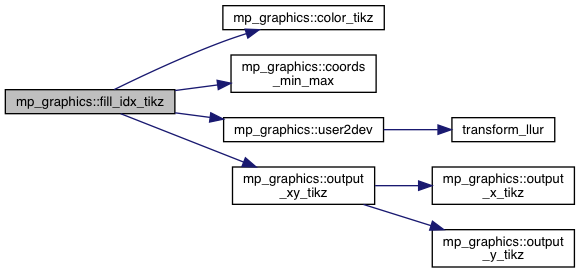 mp_graphics::color_tikz
mp_graphics::coords
_min_max
mp_graphics::fill_idx_tikz
mp_graphics::user2dev
transform_llur
mp_graphics::output
_xy_tikz
mp_graphics::output
_x_tikz
mp_graphics::output
_y_tikz